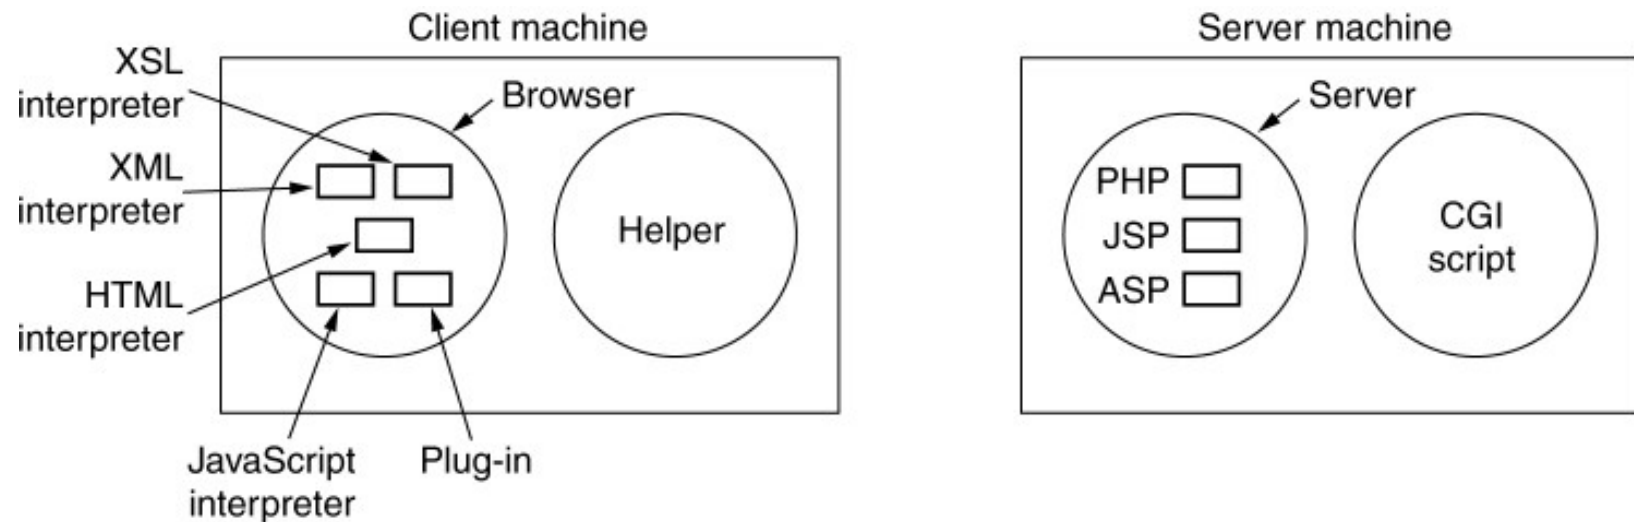 Client machine
Server machine
XSL
interpreter
Browser
Server
XML
interpreter
PHP
Helper
JSP
CGI
script
ASP
HTML
interpreter
JavaScript
interpreter
Plug-in